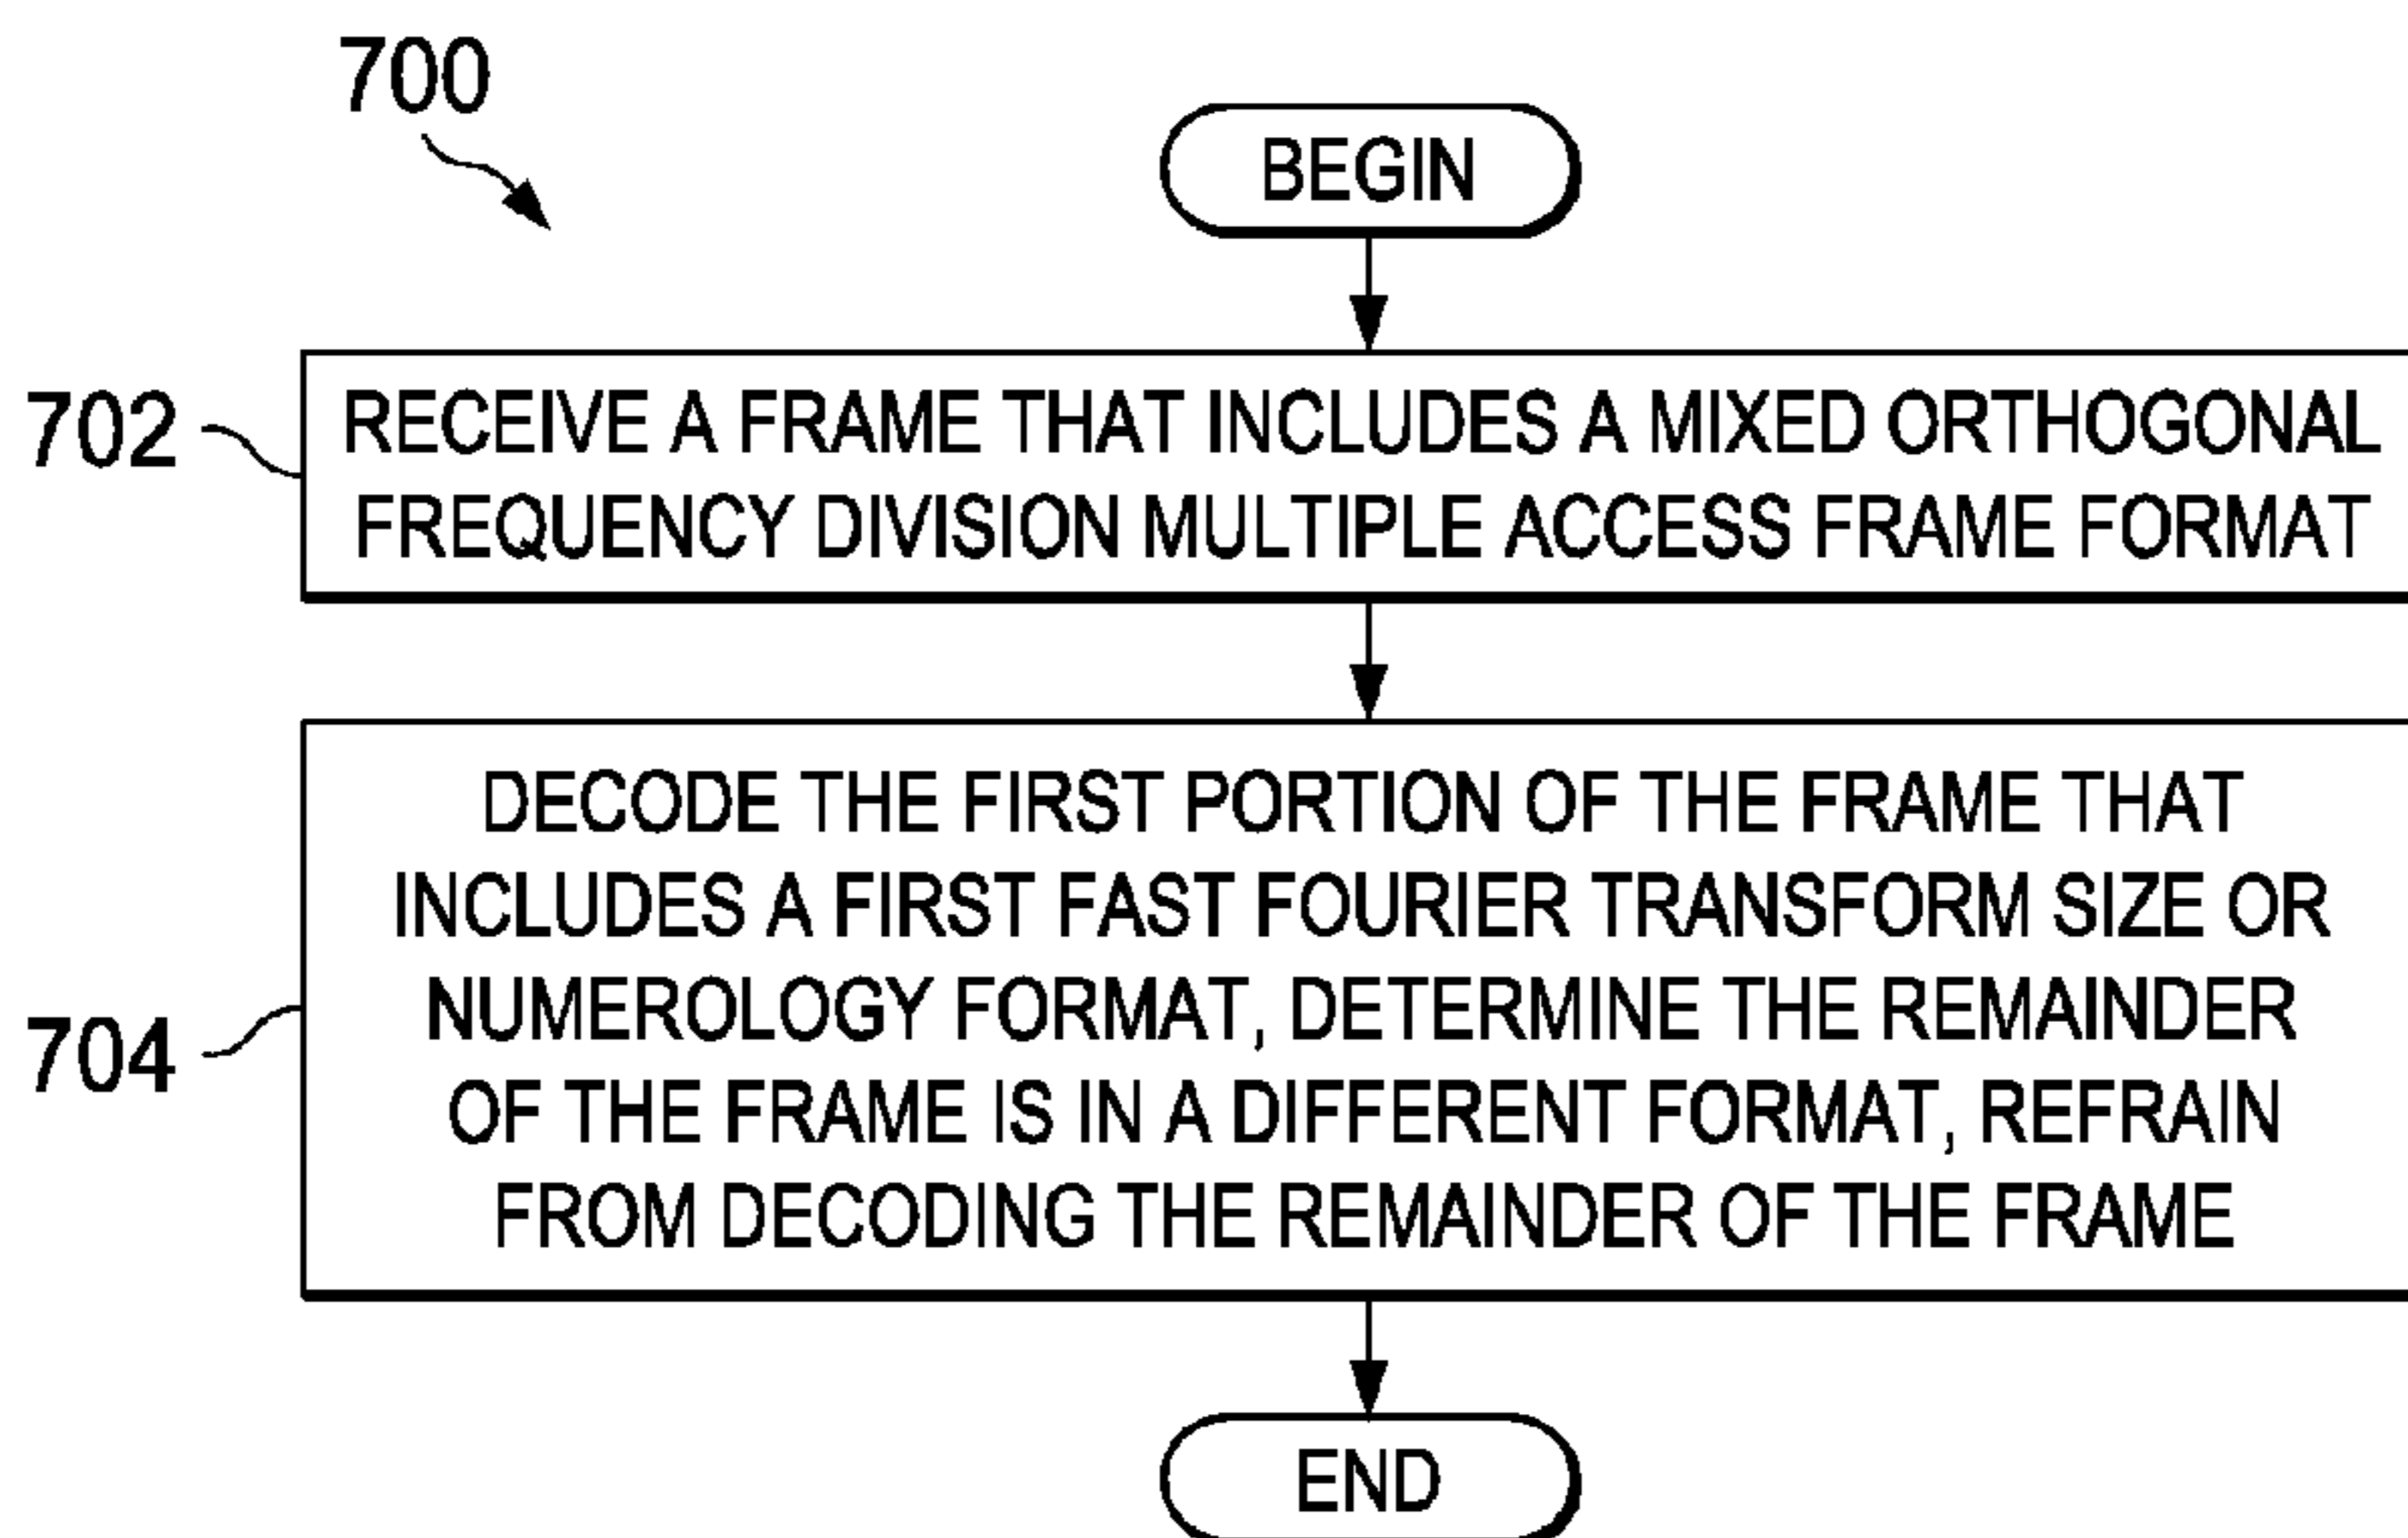 700
BEGIN
702
RECEIVE A FRAME THAT INCLUDES A MIXED ORTHOGONAL
FREQUENCY DIVISION MULTIPLE ACCESS FRAME FORMAT
704
DECODE THE FIRST PORTION OF THE FRAME THAT
INCLUDES A FIRST FAST FOURIER TRANSFORM SIZE OR
NUMEROLOGY FORMAT, DETERMINE THE REMAINDER
OF THE FRAME IS IN A DIFFERENT FORMAT, REFRAIN
FROM DECODING THE REMAINDER OF THE FRAME
END